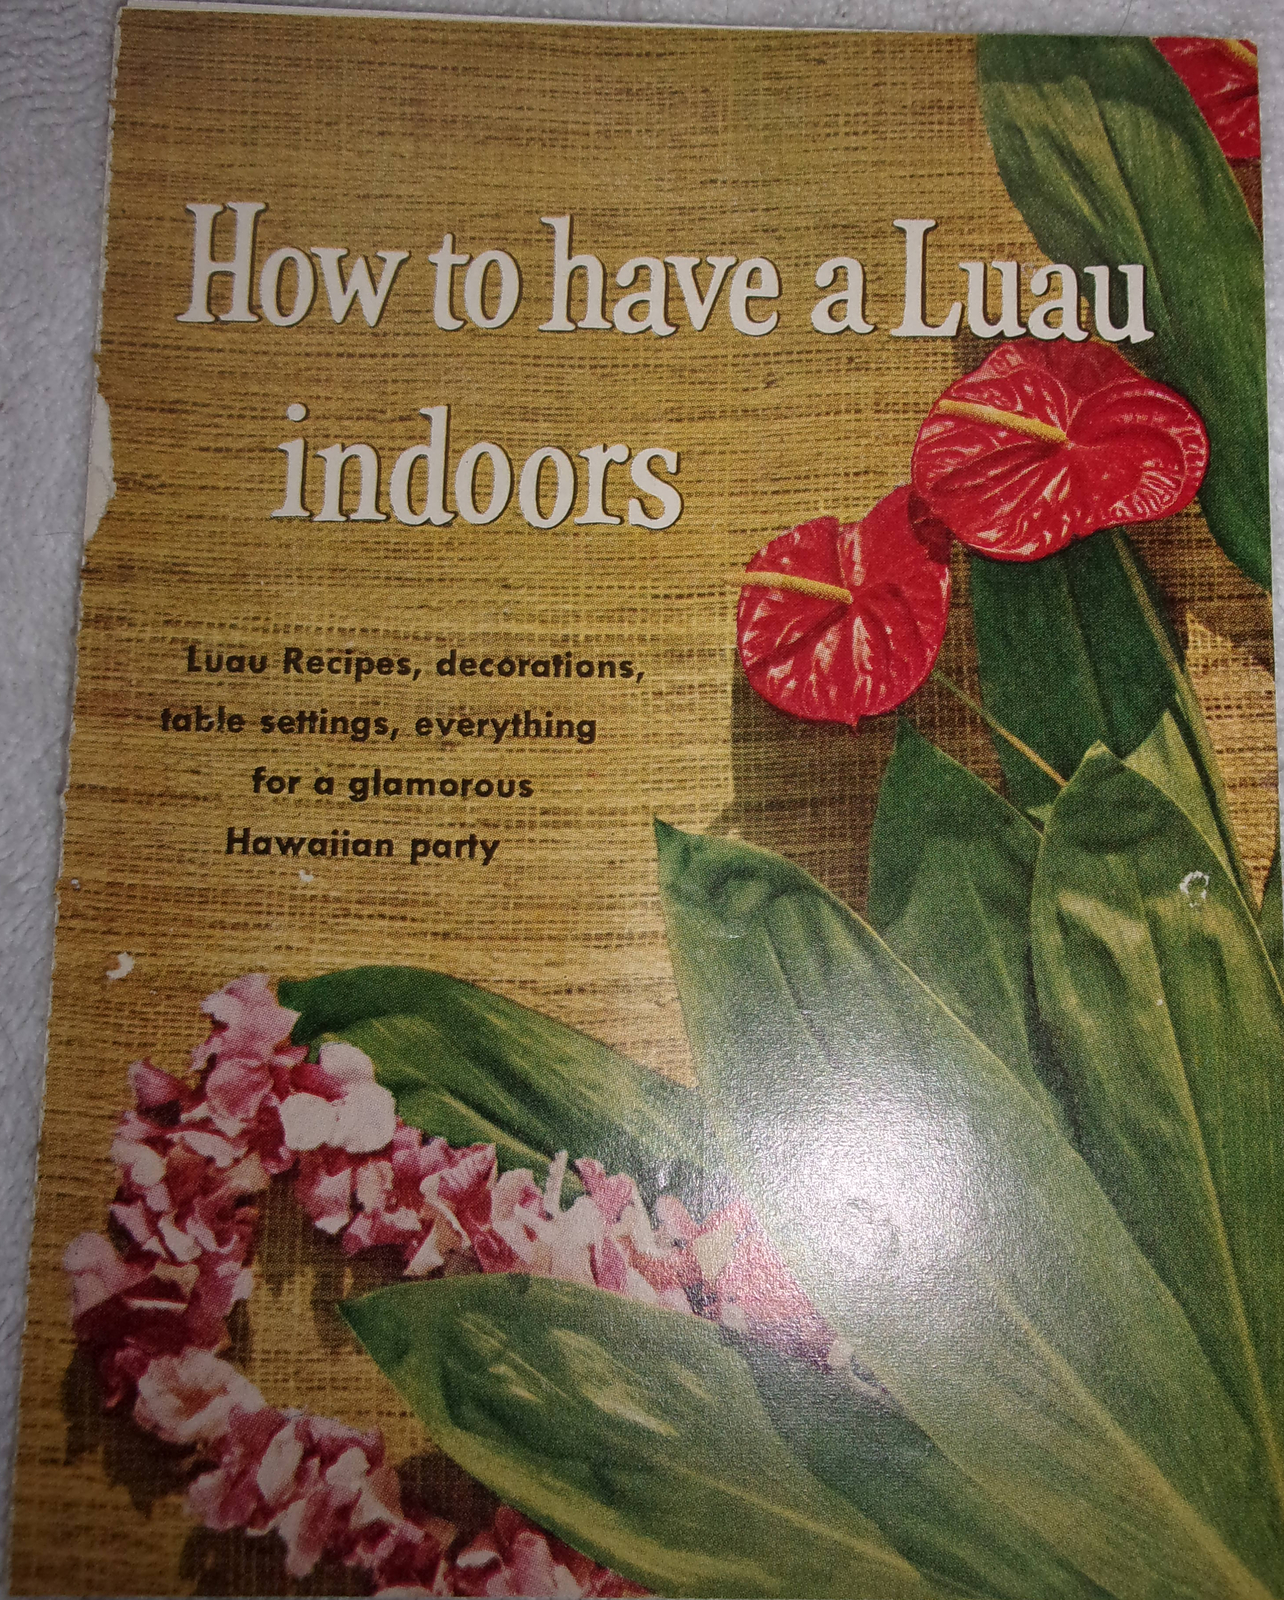 How to have a Luau
indoors
Luau Recipes, decorations,
table settings, everything
for a glamorous
Hawaiian party